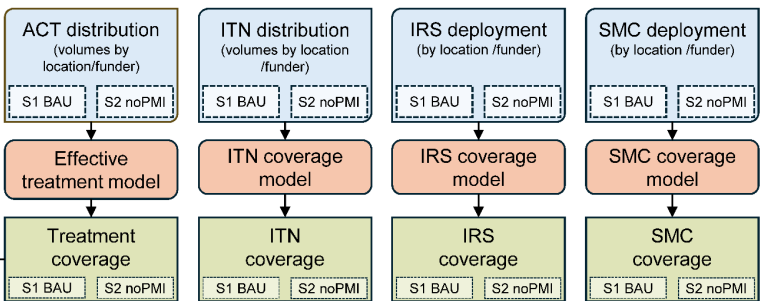 ACT distribution
(volumes by
location/funder)
S1 BAU
S2 noPMI
ITN distribution
(volumes by location
/funder)
S1 BAU
S2 noPMI
IRS deployment
(by location /funder)
S1 BAU
S2 noPMI
SMC deployment
(by location /funder)
S1 BAU
S2 noPMI
Effective
treatment model
ITN coverage
model
IRS coverage
model
SMC coverage
model
Treatment
coverage
S1 BAU
S2 noPMI
ITN
coverage
S1 BAU
S2 noPMI
IRS
coverage
S1 BAU
S2 noPMI
SMC
coverage
S1 BAU
S2 noPMI